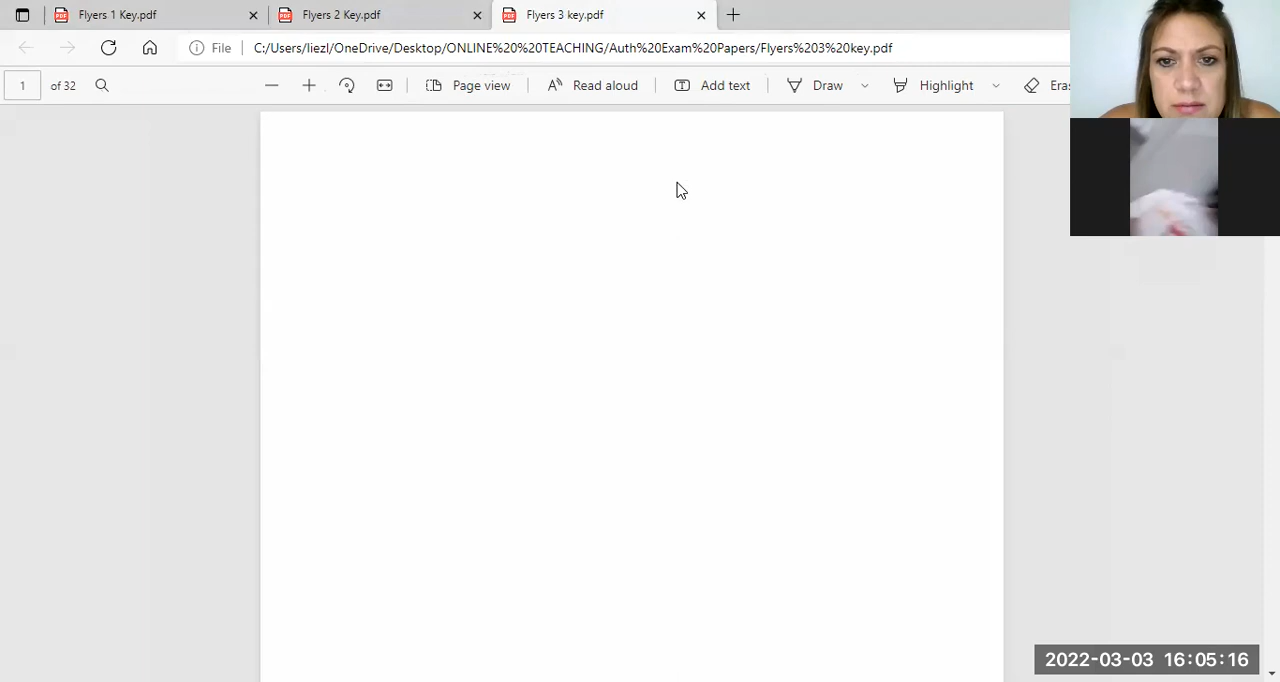 Flyers 1 Key.pdf
Flyers 2 Key.pdf
Flyers 3 key.pdf
File
C:/Users/liezl/OneDrive/Desktop/ONLINE%20%20TEACHING/Auth%20Exam%20Papers/Flyers%203%20key.pdf
1 of 32
Page view
Read aloud
Add text
Draw
Highlight
Eras
2022-03-03 16:05:16